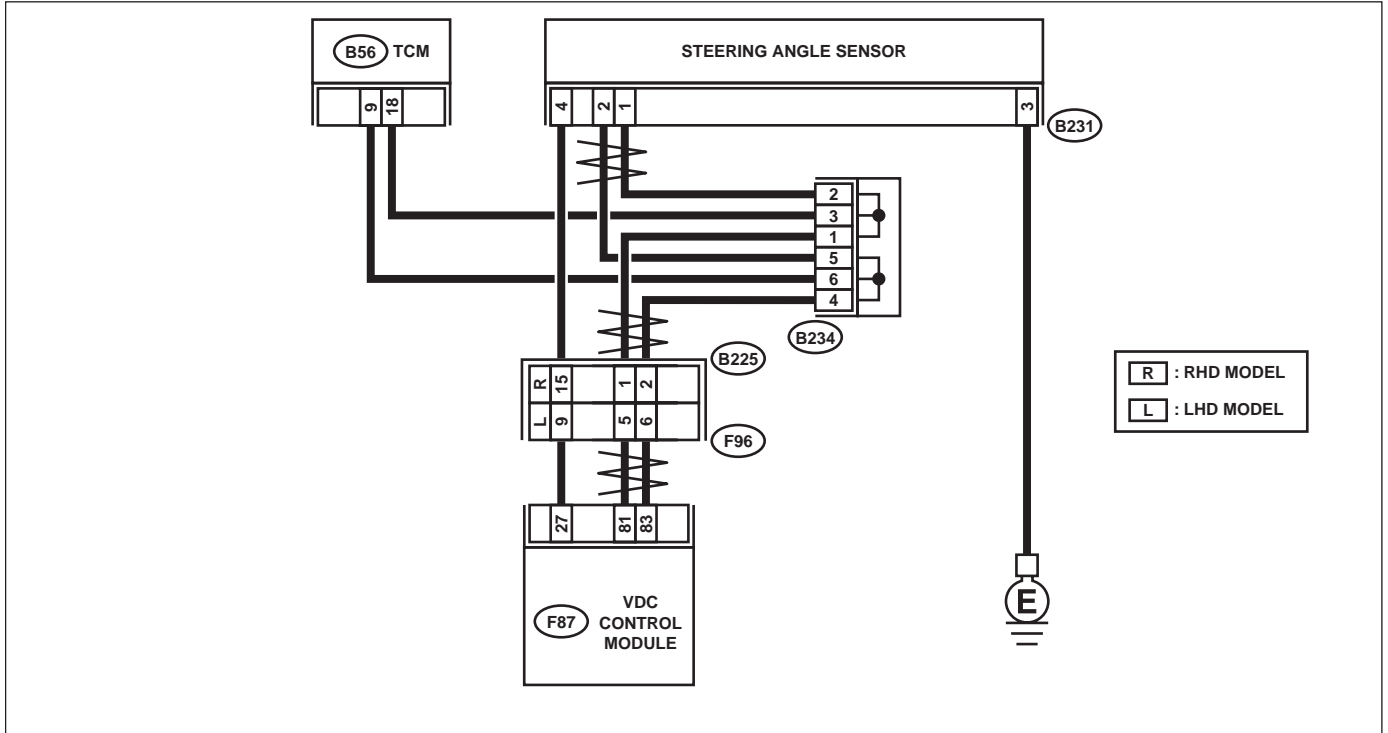 B56 TCM
STEERING ANGLE SENSOR
9 18
4 2 1 3
B231
2
3
1
5
6
4
B234
B225
R 15 1 2
L 9 5 6
F96
R : RHD MODEL
L : LHD MODEL
27 81 83
F87
VDC
CONTROL
MODULE
E